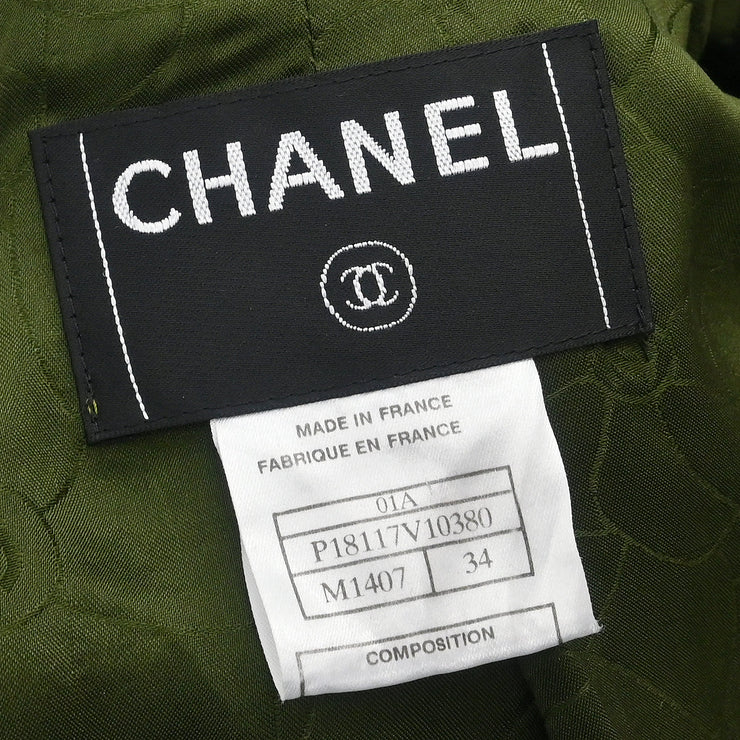 CHANEL
MADE IN FRANCE
FABRIQUE EN FRANCE
01A
P18117V10380
M1407 34
COMPOSITION